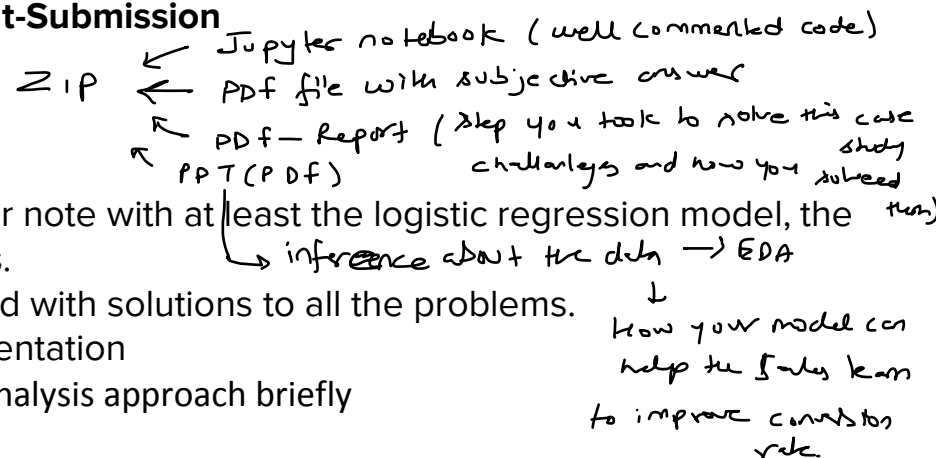 t-Submission
Jupyter notebook (well commented code)
ZIP
PDf file with subjective answer
PDf - Report (step you took to solve this case study
challanges and how you solveed them)
PPT (PDf)
r note with at least the logistic regression model, the
s.
inference about the data → EDA
d with solutions to all the problems.
How your model can
entation
help the Sales team
nalysis approach briefly
to improve conversion
rate.